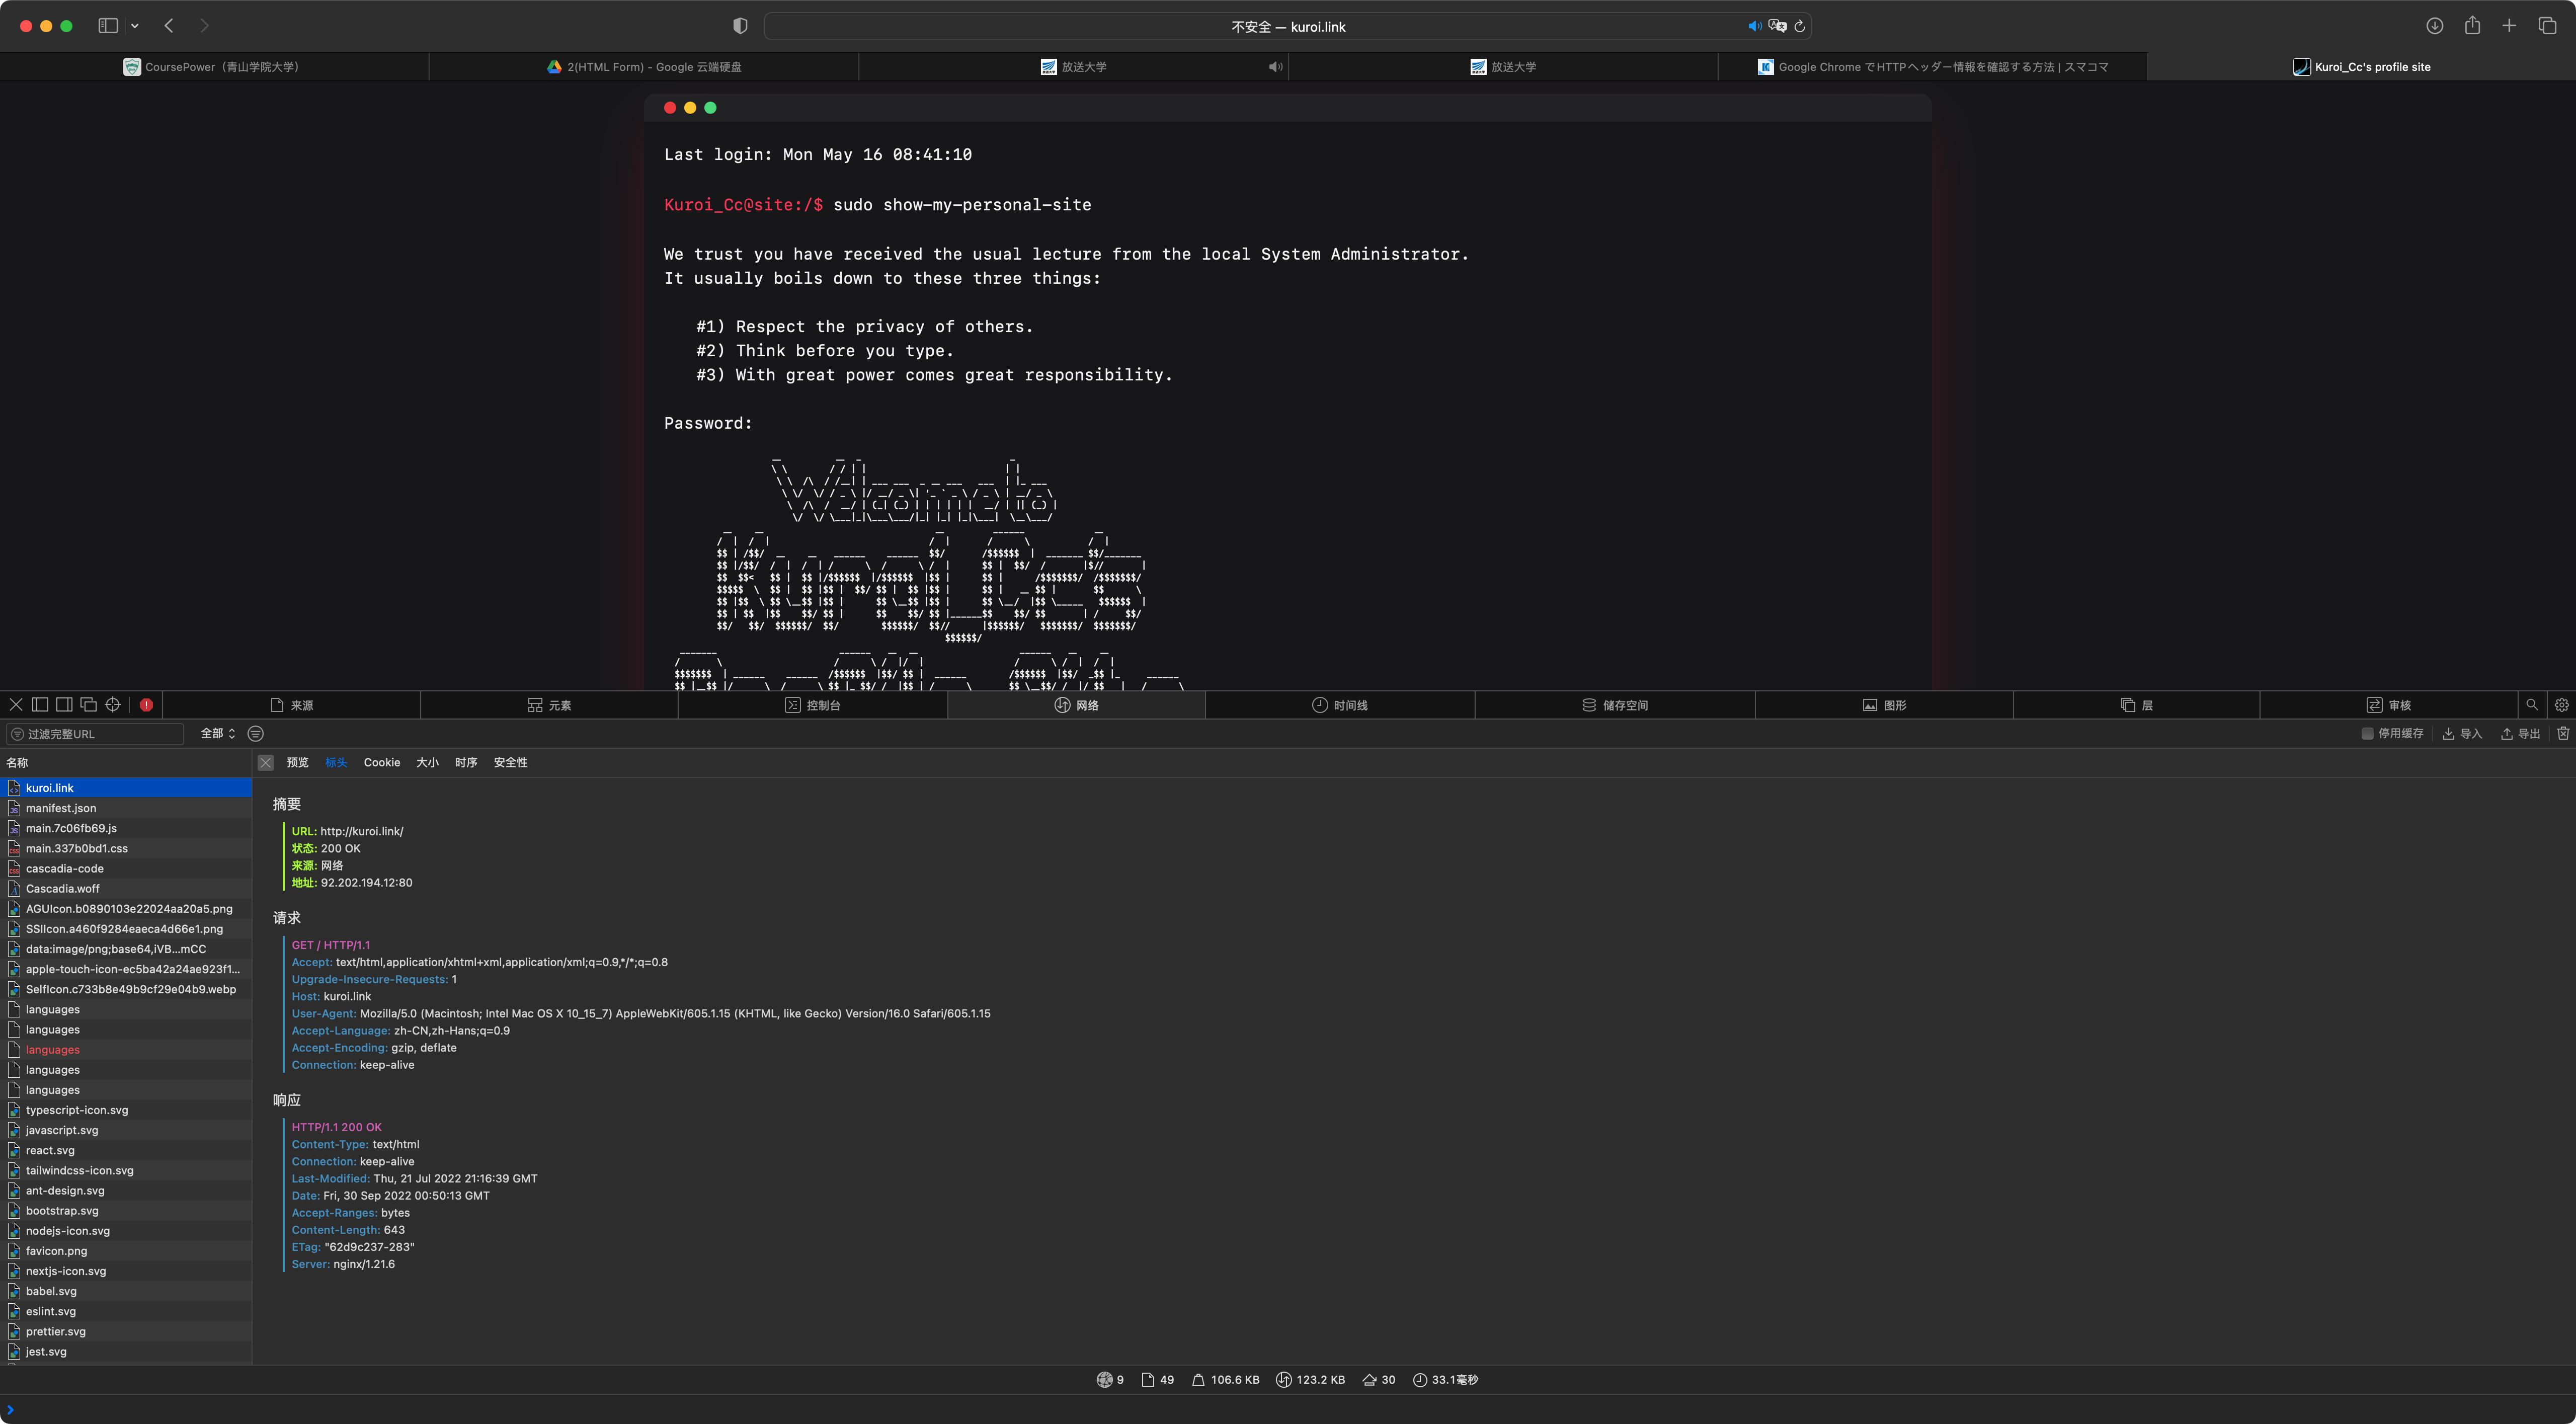 不安全 — kuroi.link
CoursePower（青山学院大学）
2(HTML Form) - Google 云端硬盘
放送大学
放送大学
Google Chrome でHTTPヘッダー情報を確認する方法 | スマコマ
Kuroi_Cc's profile site
Last login: Mon May 16 08:41:10
Kuroi_Cc@site:/$ sudo show-my-personal-site
We trust you have received the usual lecture from the local System Administrator.
It usually boils down to these three things:
#1) Respect the privacy of others.
#2) Think before you type.
#3) With great power comes great responsibility.
Password:
来源
元素
控制台
网络
时间线
储存空间
图形
层
审核
过滤完整URL
全部
停用缓存
导入
导出
名称
预览 标头 Cookie 大小 时序 安全性
kuroi.link
manifest.json
main.7c06fb69.js
main.337b0bd1.css
cascadia-code
Cascadia.woff
AGUIcon.b0890103e22024aa20a5.png
SSIIcon.a460f9284eaeca4d66e1.png
data:image/png;base64,iVB...mCC
apple-touch-icon-ec5ba42a24ae923f1...
SelfIcon.c733b8e49b9cf29e04b9.webp
languages
languages
languages
languages
languages
typescript-icon.svg
javascript.svg
react.svg
tailwindcss-icon.svg
ant-design.svg
bootstrap.svg
nodejs-icon.svg
favicon.png
nextjs-icon.svg
babel.svg
eslint.svg
prettier.svg
jest.svg
摘要
URL: http://kuroi.link/
状态: 200 OK
来源: 网络
地址: 92.202.194.12:80
请求
GET / HTTP/1.1
Accept: text/html,application/xhtml+xml,application/xml;q=0.9,*/*;q=0.8
Upgrade-Insecure-Requests: 1
Host: kuroi.link
User-Agent: Mozilla/5.0 (Macintosh; Intel Mac OS X 10_15_7) AppleWebKit/605.1.15 (KHTML, like Gecko) Version/16.0 Safari/605.1.15
Accept-Language: zh-CN,zh-Hans;q=0.9
Accept-Encoding: gzip, deflate
Connection: keep-alive
响应
HTTP/1.1 200 OK
Content-Type: text/html
Connection: keep-alive
Last-Modified: Thu, 21 Jul 2022 21:16:39 GMT
Date: Fri, 30 Sep 2022 00:50:13 GMT
Accept-Ranges: bytes
Content-Length: 643
ETag: "62d9c237-283"
Server: nginx/1.21.6
9 49 106.6 KB 123.2 KB 30 33.1毫秒